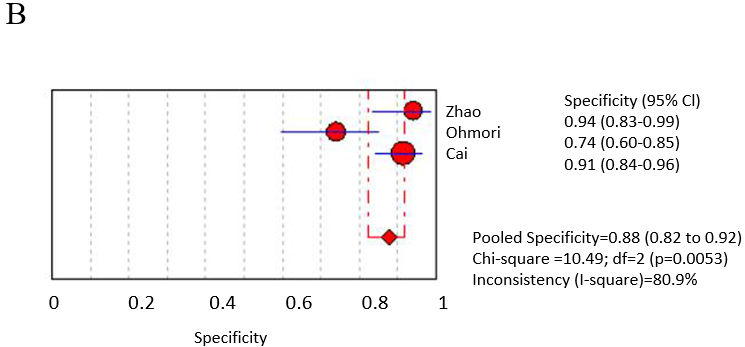 B
Specificity (95% Cl)
Zhao 0.94 (0.83-0.99)
Ohmori 0.74 (0.60-0.85)
Cai 0.91 (0.84-0.96)
Pooled Specificity=0.88 (0.82 to 0.92)
Chi-square =10.49; df=2 (p=0.0053)
Inconsistency (I-square)=80.9%
0 0.2 0.4 0.6 0.8 1
Specificity